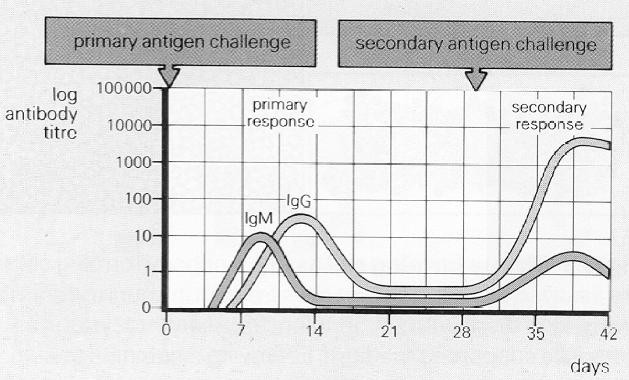 primary antigen challenge
secondary antigen challenge
log
antibody
titre
100000
10000
1000
100
10
1
0
primary
response
secondary
response
IgM
IgG
0
7
14
21
28
35
42
days